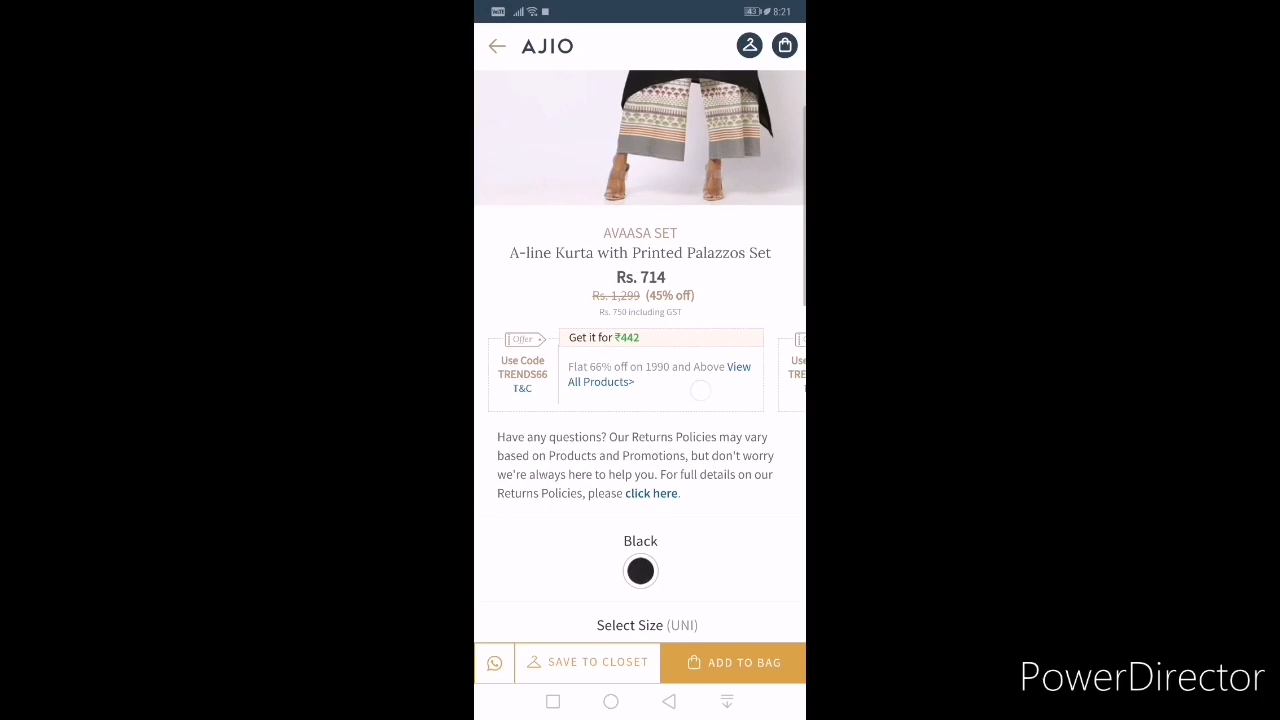 VoLTE 43 8:21
AJIO
AVAASA SET
A-line Kurta with Printed Palazzos Set
Rs. 714
Rs. 1,299 (45% off)
Rs. 750 including GST
Offer
Get it for ₹442
Use Code
TRENDS66
T&C
Flat 66% off on 1990 and Above View
All Products>
Use
TRE
Have any questions? Our Returns Policies may vary
based on Products and Promotions, but don't worry
we're always here to help you. For full details on our
Returns Policies, please click here.
Black
Select Size (UNI)
SAVE TO CLOSET
ADD TO BAG
PowerDirector